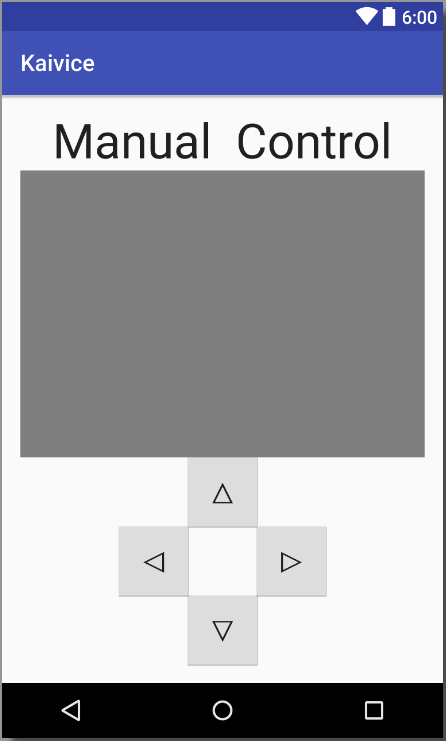 6:00
Kaivice
Manual Control
△
◁ ▷
▽